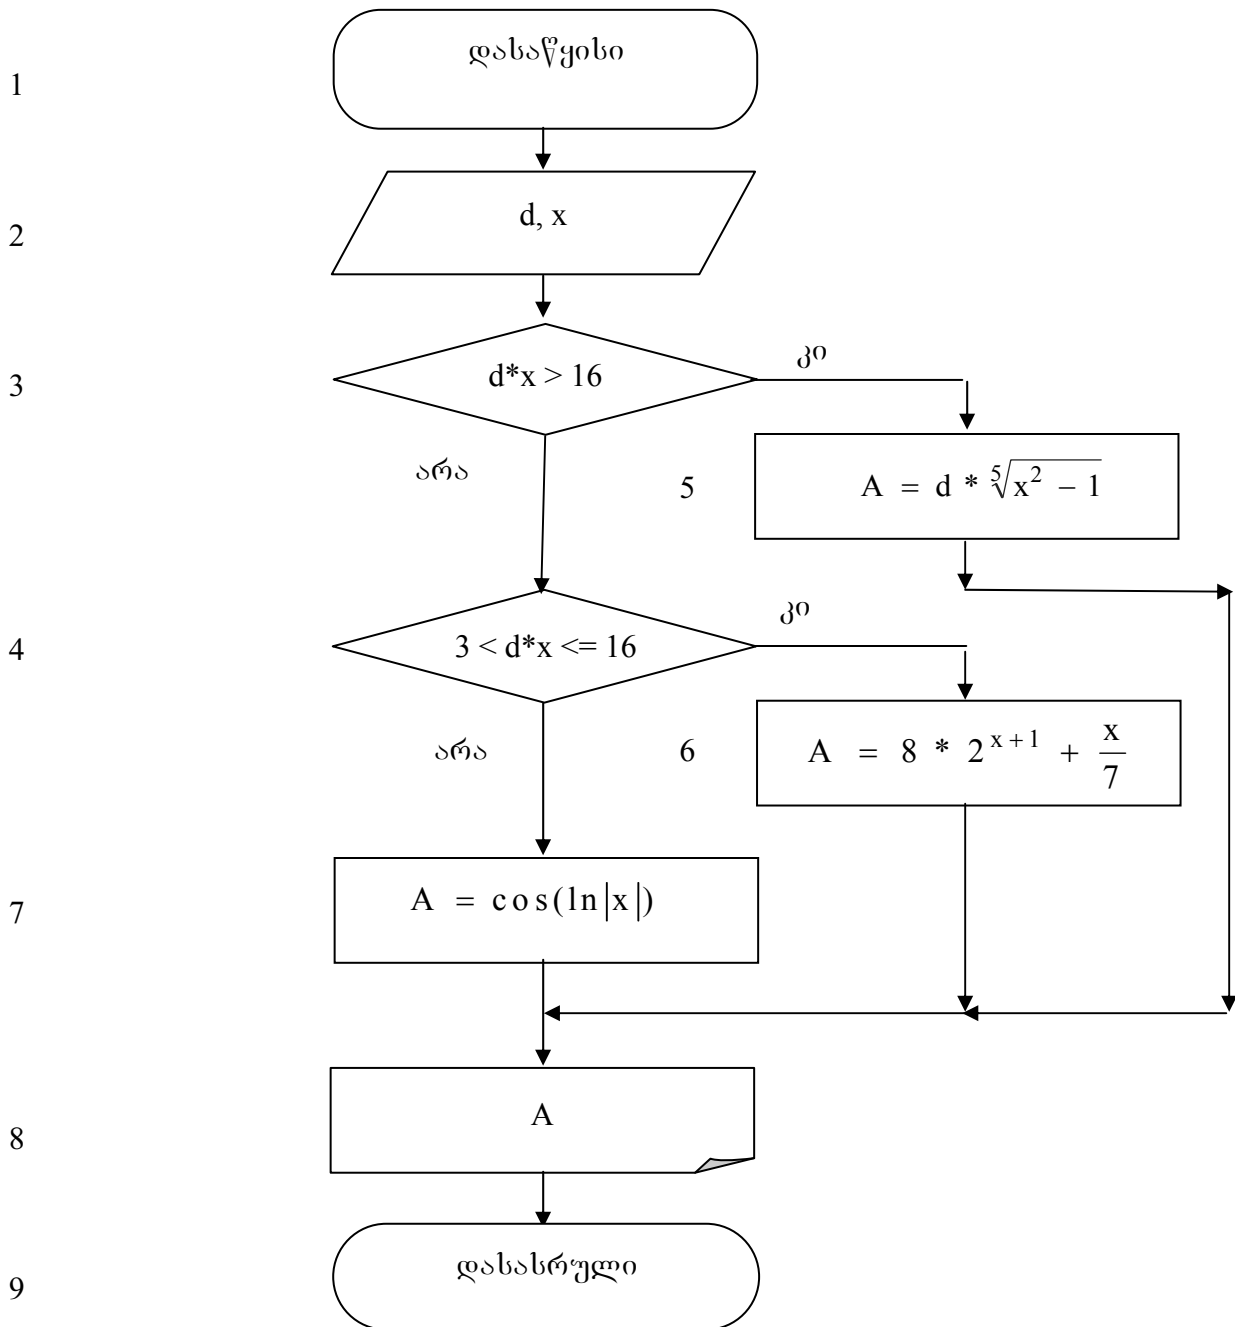 დასაწყისი
1
d, x
2
კი
d*x > 16
3
არა
5
A = d * ⁵√(x² − 1)
კი
3 < d*x <= 16
4
არა
6
A = 8 * 2^(x+1) + x/7
A = cos(ln|x|)
7
A
8
დასასრული
9